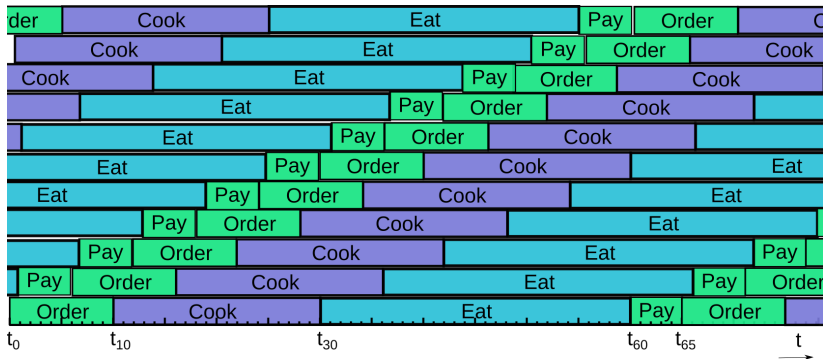 rder Cook Eat Pay Order C
Cook Eat Pay Order Cook
Cook Eat Pay Order Cook
Eat Pay Order Cook
Eat Pay Order Cook
Eat Pay Order Cook Eat
Eat Pay Order Cook Eat
Pay Order Cook Eat
Pay Order Cook Eat Pay
Pay Order Cook Eat Pay Order
Order Cook Eat Pay Order
t0 t10 t30 t60 t65 t